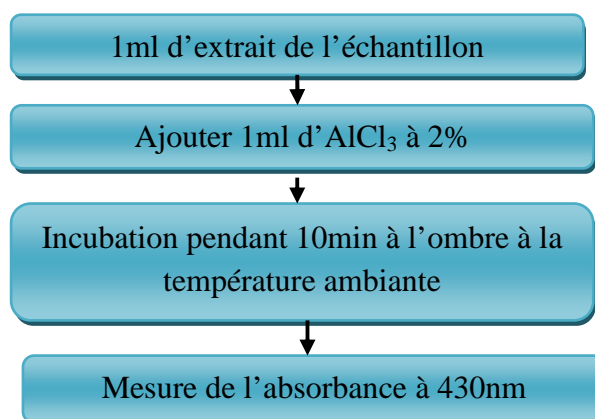 1ml d’extrait de l’échantillon
Ajouter 1ml d’AlCl₃ à 2%
Incubation pendant 10min à l’ombre à la
température ambiante
Mesure de l’absorbance à 430nm